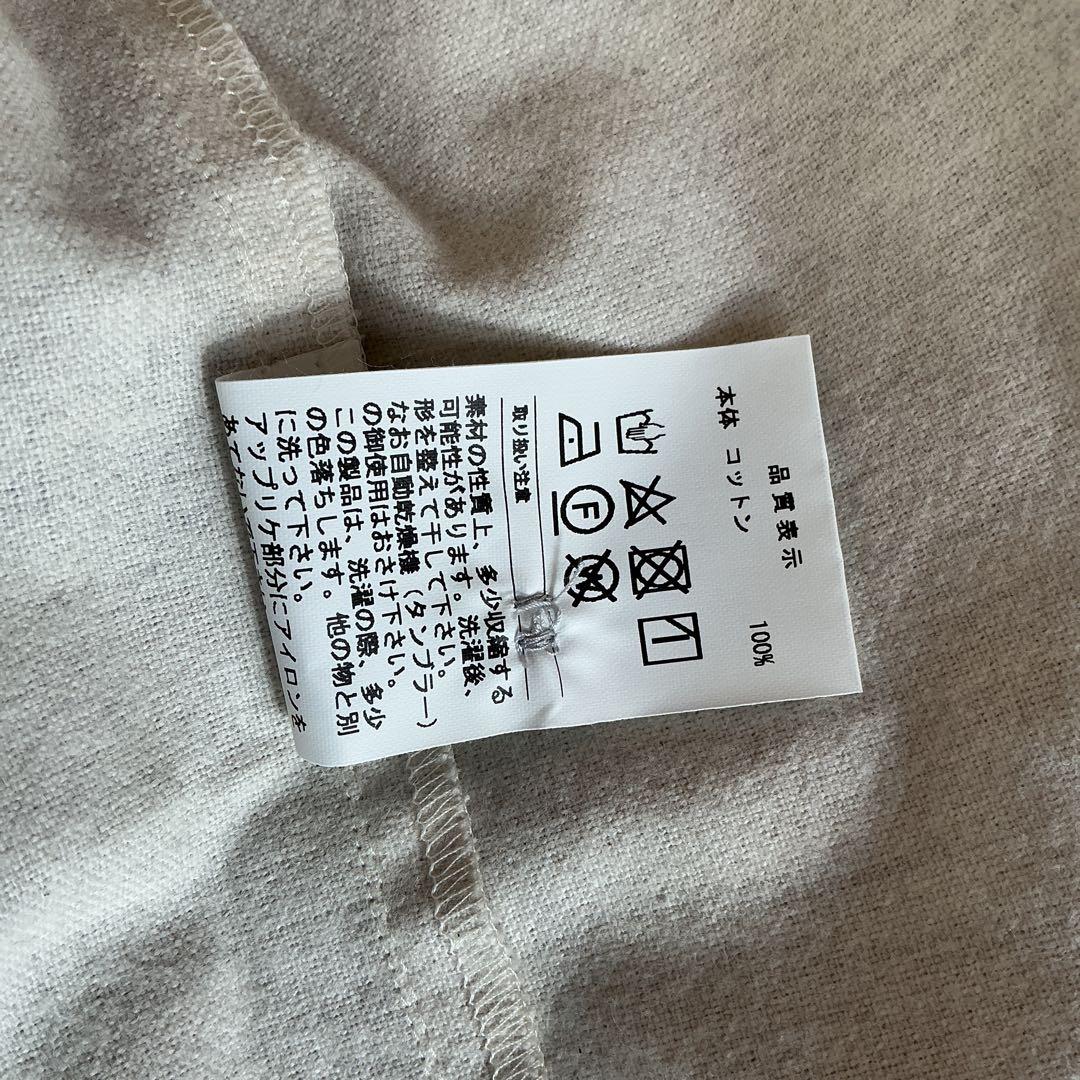 品質表示
本体 コットン 100%
F
W
取り扱い注意
素材の性質上、多少収縮する
可能性があります。洗濯後、
形を整えて干して下さい。
なお自動乾燥機（タンブラー）
の御使用はおさけ下さい。
この製品は、洗濯の際、多少
の色落ちします。他の物と別
に洗って下さい。
アップリケ部分にアイロンを